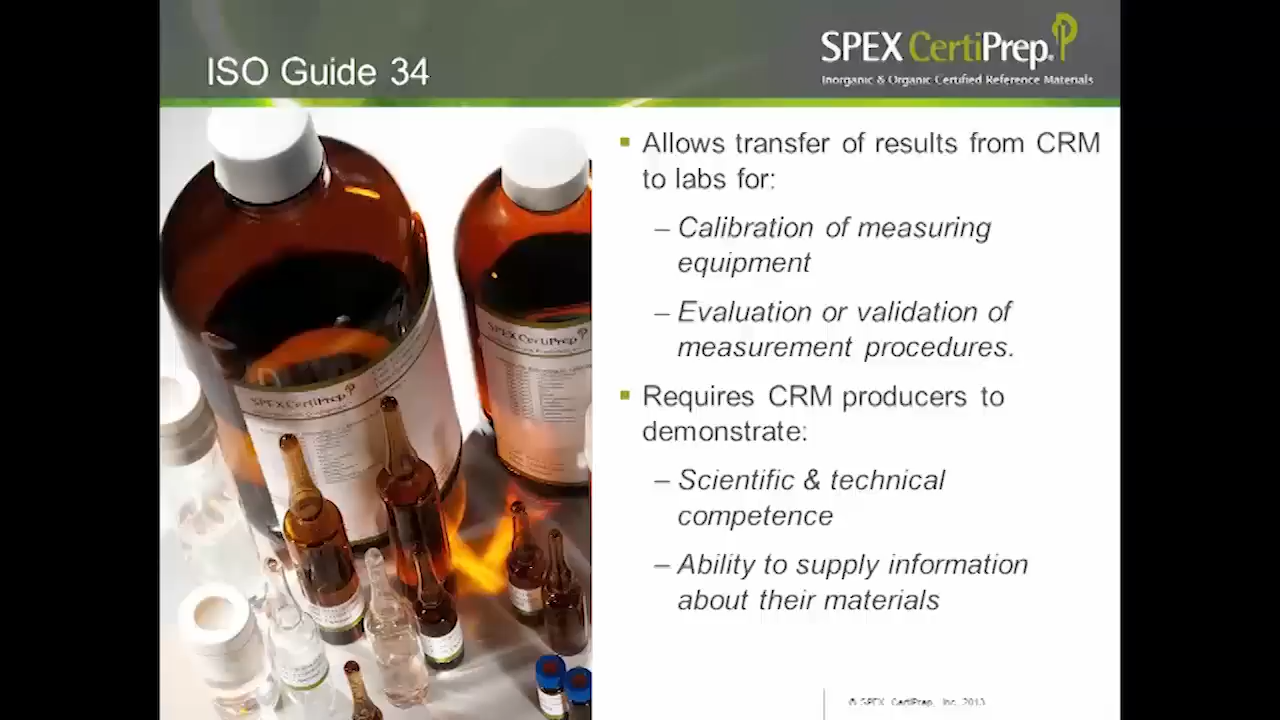 ISO Guide 34
SPEX CertiPrep.
Inorganic & Organic Certified Reference Materials
▪ Allows transfer of results from CRM
to labs for:
– Calibration of measuring
equipment
– Evaluation or validation of
measurement procedures.
▪ Requires CRM producers to
demonstrate:
– Scientific & technical
competence
– Ability to supply information
about their materials
SPEX CertiPrep
SPEX CertiPrep
© SPEX CertiPrep, Inc. 2013